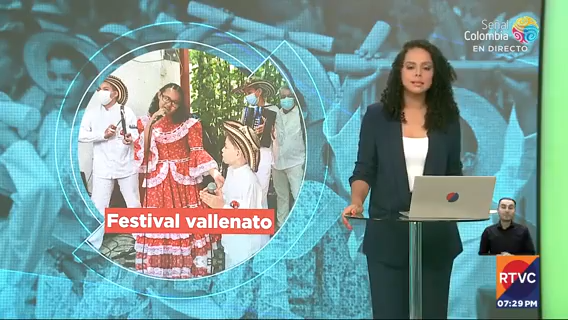 Señal
Colombia
EN DIRECTO
Festival vallenato
RTVC
07:29 PM